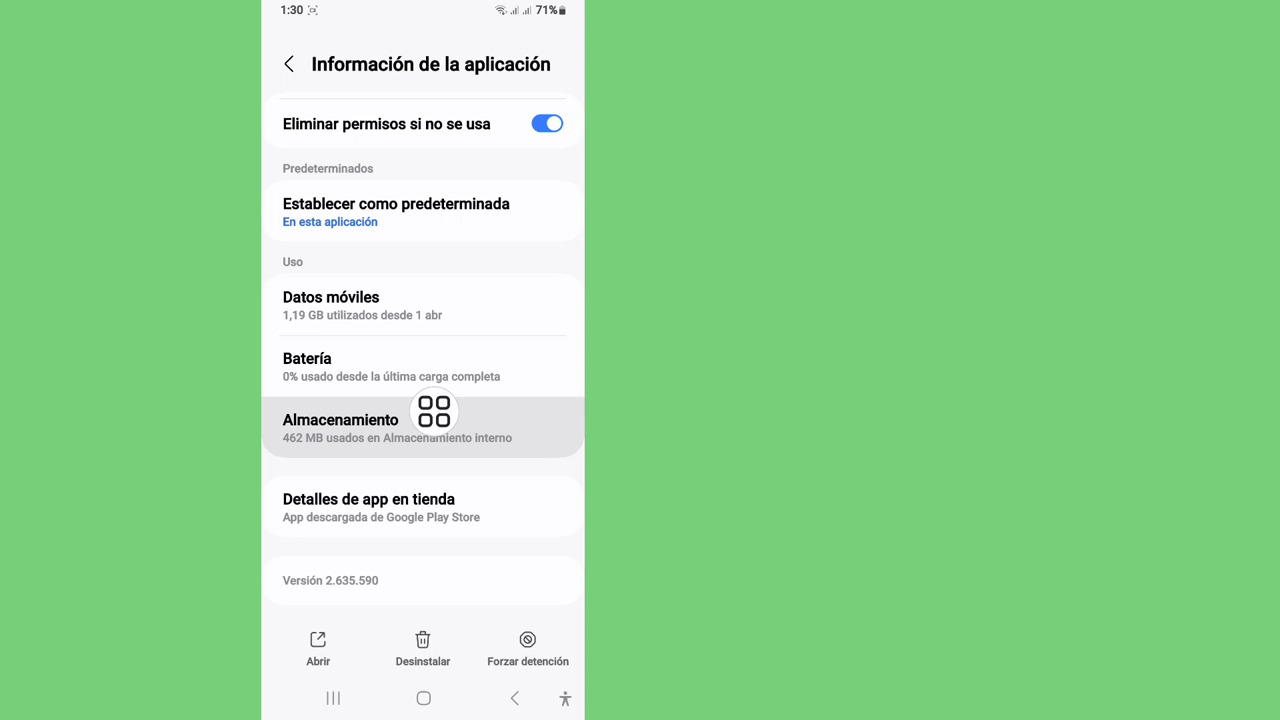 1:30 71%
Información de la aplicación
Eliminar permisos si no se usa
Predeterminados
Establecer como predeterminada
En esta aplicación
Uso
Datos móviles
1,19 GB utilizados desde 1 abr
Batería
0% usado desde la última carga completa
Almacenamiento
462 MB usados en Almacenamiento interno
Detalles de app en tienda
App descargada de Google Play Store
Versión 2.635.590
Abrir Desinstalar Forzar detención